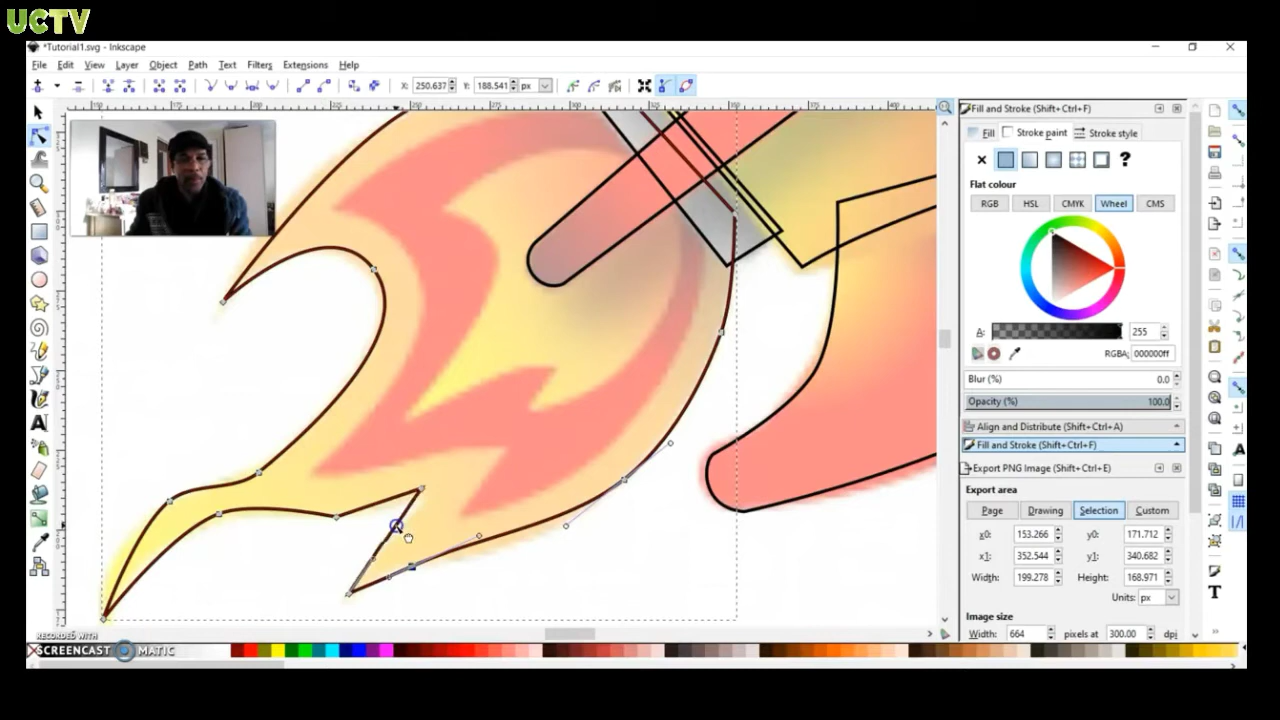 UCTV
*Tutorial1.svg - Inkscape
File Edit View Layer Object Path Text Filters Extensions Help
X: 250.637 Y: 188.541 px
Fill and Stroke (Shift+Ctrl+F)
Fill Stroke paint Stroke style
?
Flat colour
RGB HSL CMYK Wheel CMS
A: 255
RGBA: 000000ff
Blur (%) 0.0
Opacity (%) 100.0
Align and Distribute (Shift+Ctrl+A)
Fill and Stroke (Shift+Ctrl+F)
Export PNG Image (Shift+Ctrl+E)
Export area
Page Drawing Selection Custom
x0: 153.266 y0: 171.712
x1: 352.544 y1: 340.682
Width: 199.278 Height: 168.971
Units: px
Image size
Width: 664 pixels at 300.00 dpi
RECORDED WITH
SCREENCAST MATIC